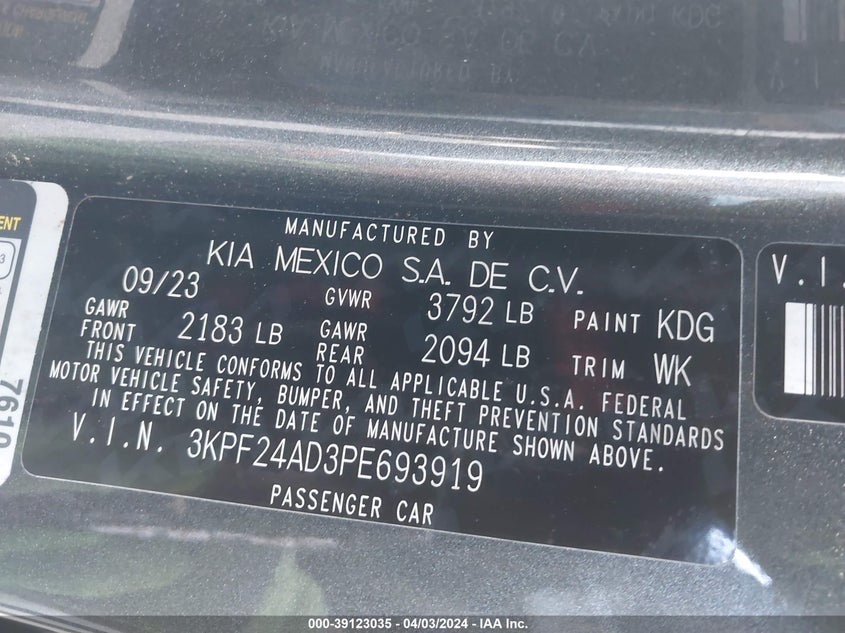 MANUFACTURED BY
KIA MEXICO S.A. DE C.V.
09/23 GVWR 3792 LB PAINT KDG
GAWR FRONT 2183 LB GAWR REAR 2094 LB TRIM WK
THIS VEHICLE CONFORMS TO ALL APPLICABLE U.S.A. FEDERAL
MOTOR VEHICLE SAFETY, BUMPER, AND THEFT PREVENTION STANDARDS
IN EFFECT ON THE DATE OF MANUFACTURE SHOWN ABOVE.
V.I.N. 3KPF24AD3PE693919
PASSENGER CAR
V.I.
7610
000-39123035 - 04/03/2024 - IAA Inc.